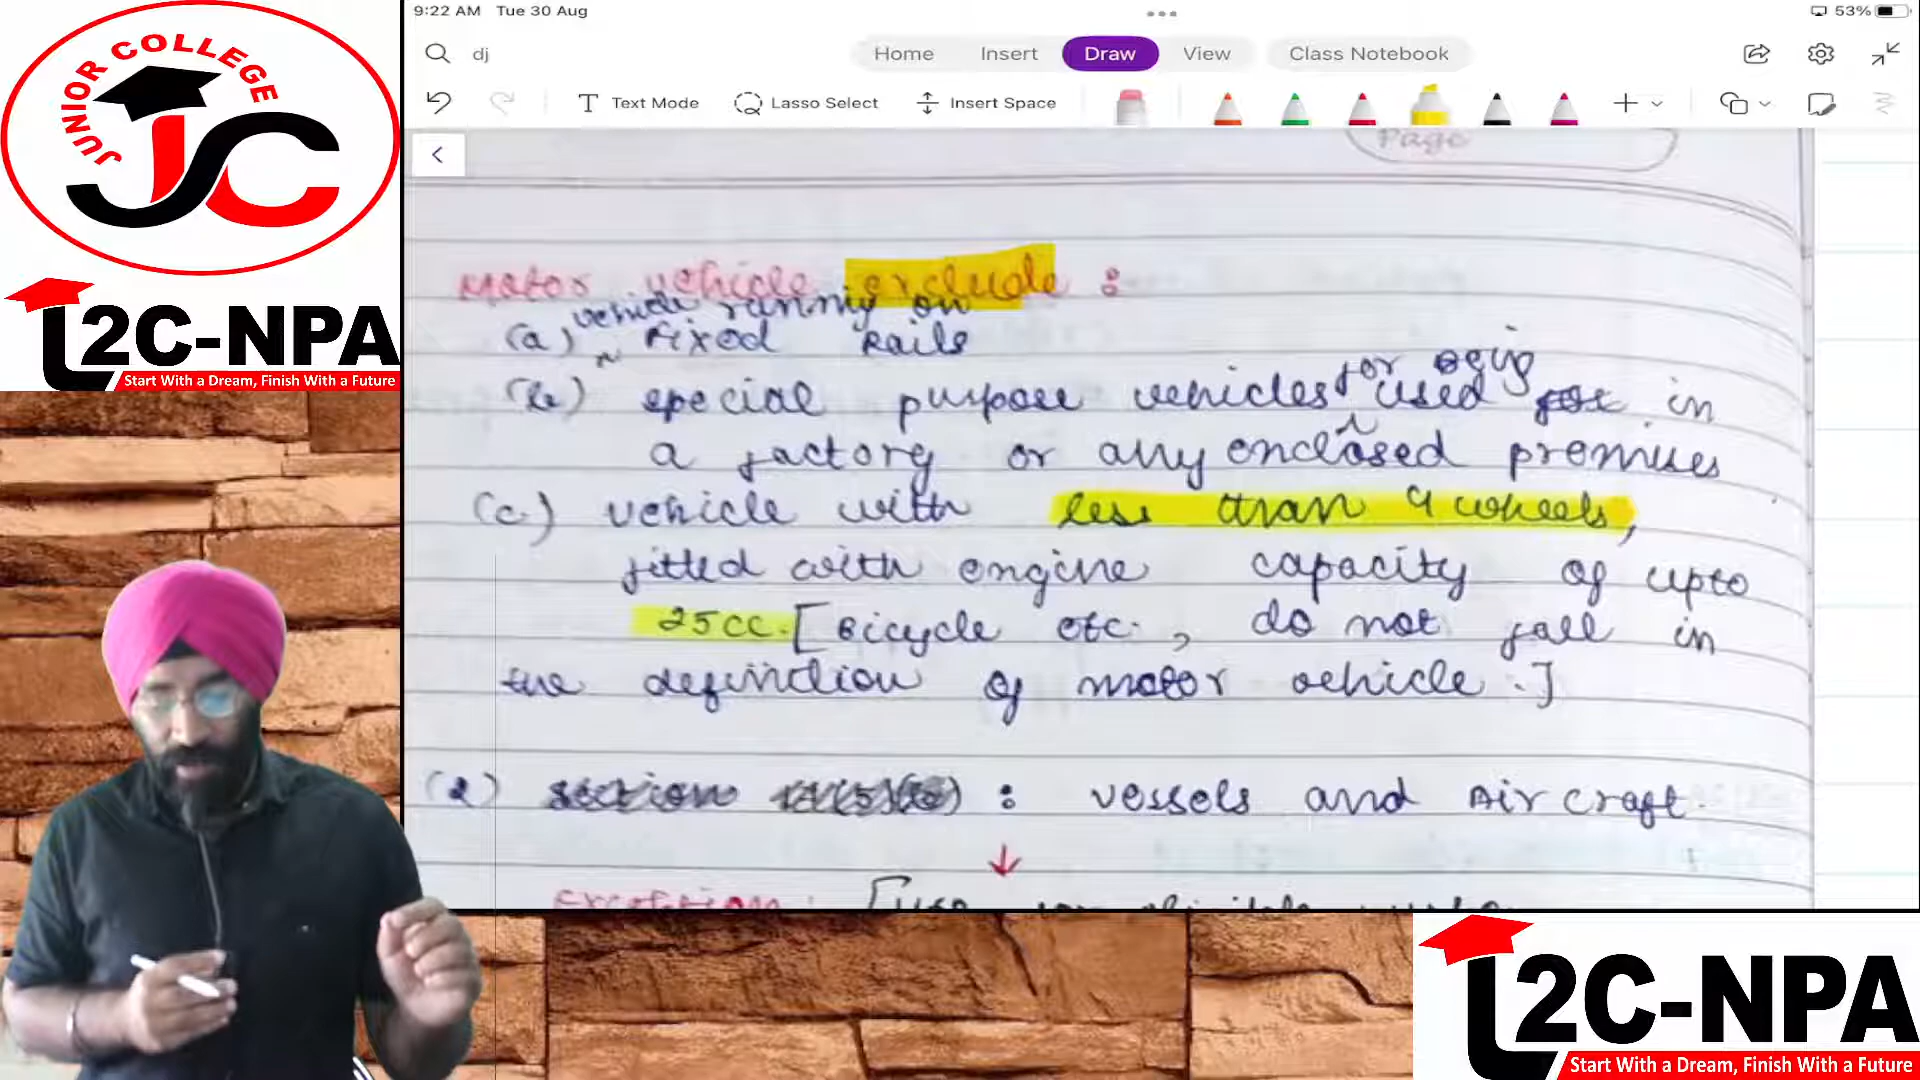 9:22 AM Tue 30 Aug
53%
dj
Home Insert Draw View Class Notebook
Text Mode Lasso Select Insert Space
JUNIOR COLLEGE
JC
L2C-NPA
Start With a Dream, Finish With a Future
Page
Motor vehicle exclude :
vehicle running on
(a) Fixed Rails
for being
(b) special purpose vehicles used in
a factory or any enclosed premises
(c) vehicle with less than 4 wheels,
fitted with engine capacity of upto
25cc. [Bicycle etc., do not fall in
the definition of motor vehicle.]
(2) section : vessels and Aircraft.
↓
Exception :
L2C-NPA
Start With a Dream, Finish With a Future